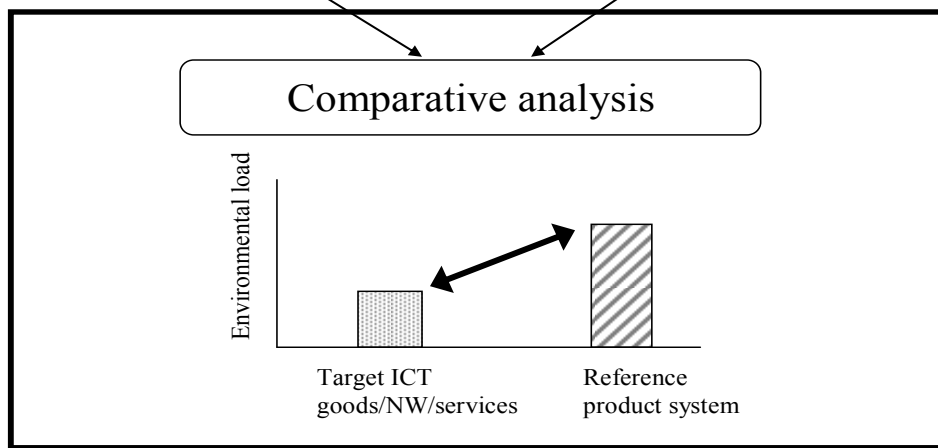 Comparative analysis
Environmental load
Target ICT
goods/NW/services
Reference
product system